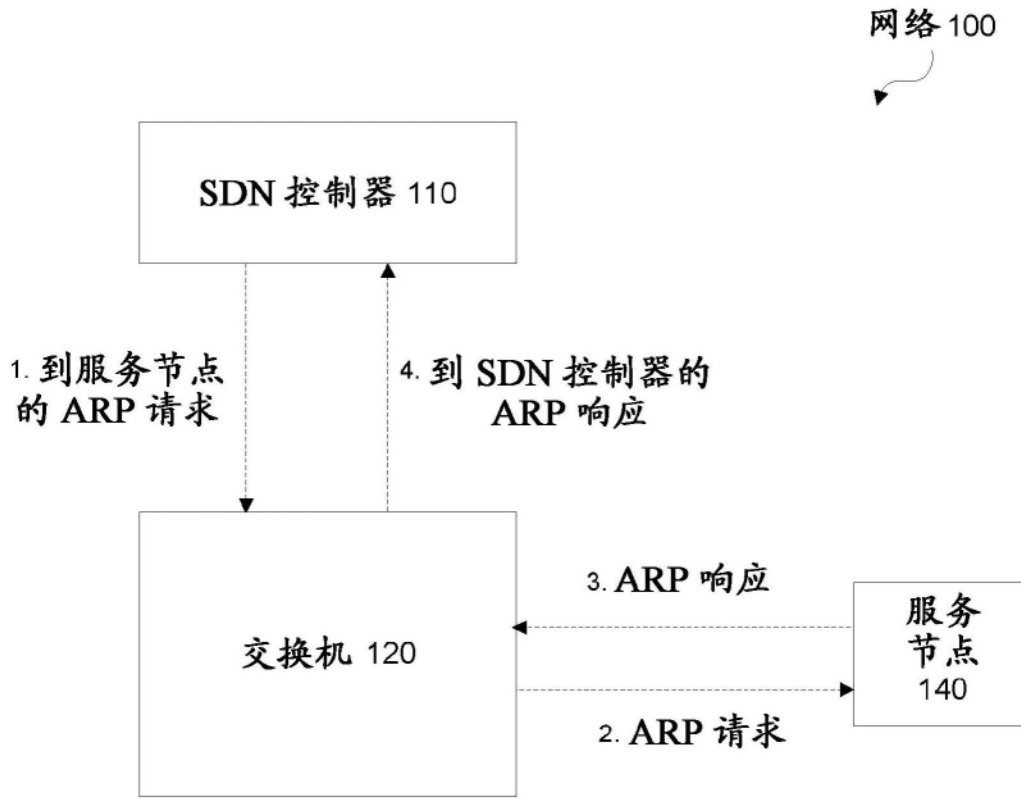 网络 100
SDN 控制器 110
1. 到服务节点
的 ARP 请求
4. 到 SDN 控制器的
ARP 响应
3. ARP 响应
服务
节点
140
交换机 120
2. ARP 请求